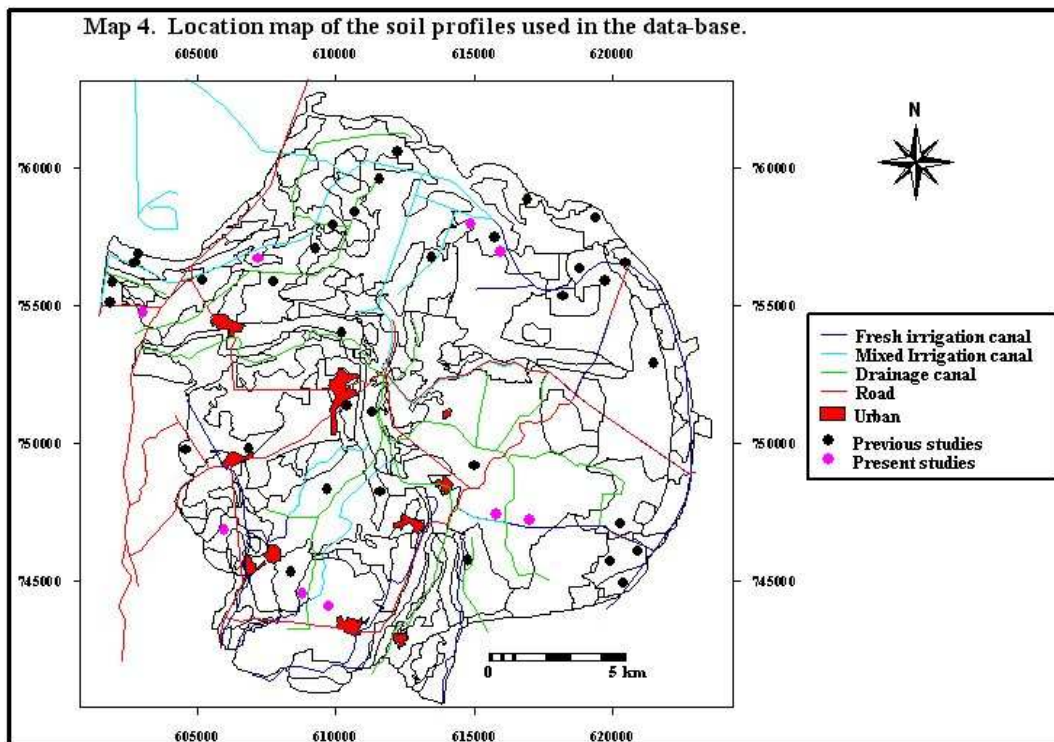 Map 4. Location map of the soil profiles used in the data-base.
605000 610000 615000 620000
N
760000 760000
755000 755000
Fresh irrigation canal
Mixed Irrigation canal
Drainage canal
Road
Urban
Previous studies
Present studies
750000 750000
745000 745000
0 5 km
605000 610000 615000 620000